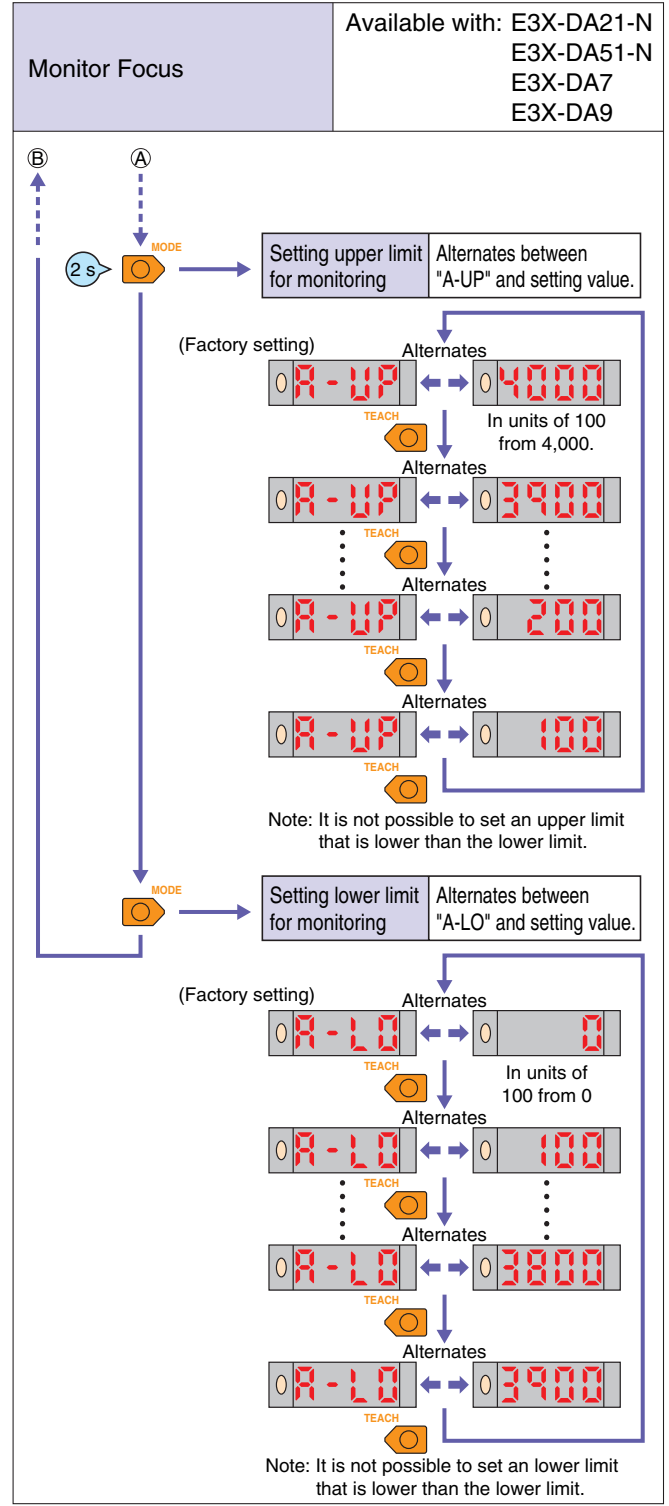 Monitor Focus
Available with: E3X-DA21-N
E3X-DA51-N
E3X-DA7
E3X-DA9
Ⓑ Ⓐ
MODE
2 s
Setting upper limit
for monitoring
Alternates between
"A-UP" and setting value.
(Factory setting)
Alternates
A-UP 4000
TEACH
In units of 100
from 4,000.
Alternates
A-UP 3900
TEACH
Alternates
A-UP 200
TEACH
Alternates
A-UP 100
TEACH
Note: It is not possible to set an upper limit
that is lower than the lower limit.
MODE
Setting lower limit
for monitoring
Alternates between
"A-LO" and setting value.
(Factory setting)
Alternates
A-LO 0
TEACH
In units of
100 from 0
Alternates
A-LO 100
TEACH
Alternates
A-LO 3800
TEACH
Alternates
A-LO 3900
TEACH
Note: It is not possible to set an lower limit
that is lower than the lower limit.